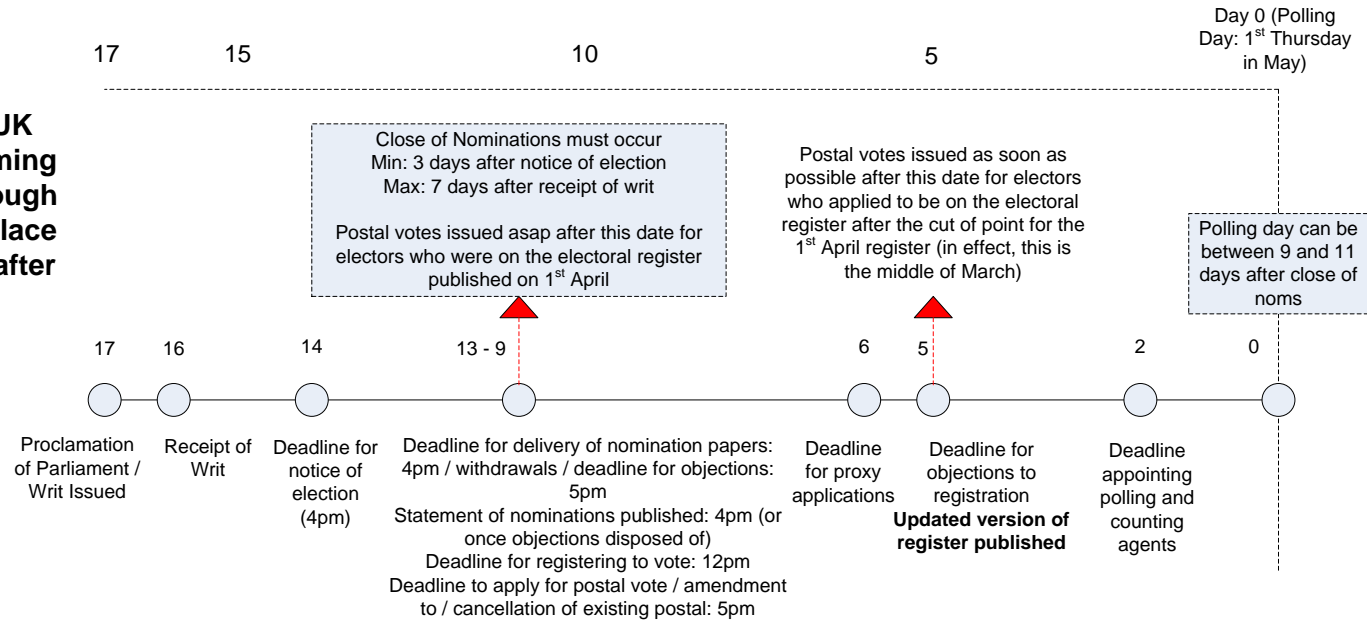 Day 0 (Polling
Day: 1st Thursday
in May)
17
15
10
5
UK
ough
lace
after
Close of Nominations must occur
Min: 3 days after notice of election
Max: 7 days after receipt of writ
Postal votes issued asap after this date for
electors who were on the electoral register
published on 1st April
Postal votes issued as soon as
possible after this date for electors
who applied to be on the electoral
register after the cut of point for the
1st April register (in effect, this is
the middle of March)
Polling day can be
between 9 and 11
days after close of
noms
17
16
14
13 - 9
6
5
2
0
Proclamation
of Parliament /
Writ Issued
Receipt of
Writ
Deadline for
notice of
election
(4pm)
Deadline for delivery of nomination papers:
4pm / withdrawals / deadline for objections:
5pm
Statement of nominations published: 4pm (or
once objections disposed of)
Deadline for registering to vote: 12pm
Deadline to apply for postal vote / amendment
to / cancellation of existing postal: 5pm
Deadline
for proxy
applications
Deadline for
objections to
registration
Updated version of
register published
Deadline
appointing
polling and
counting
agents